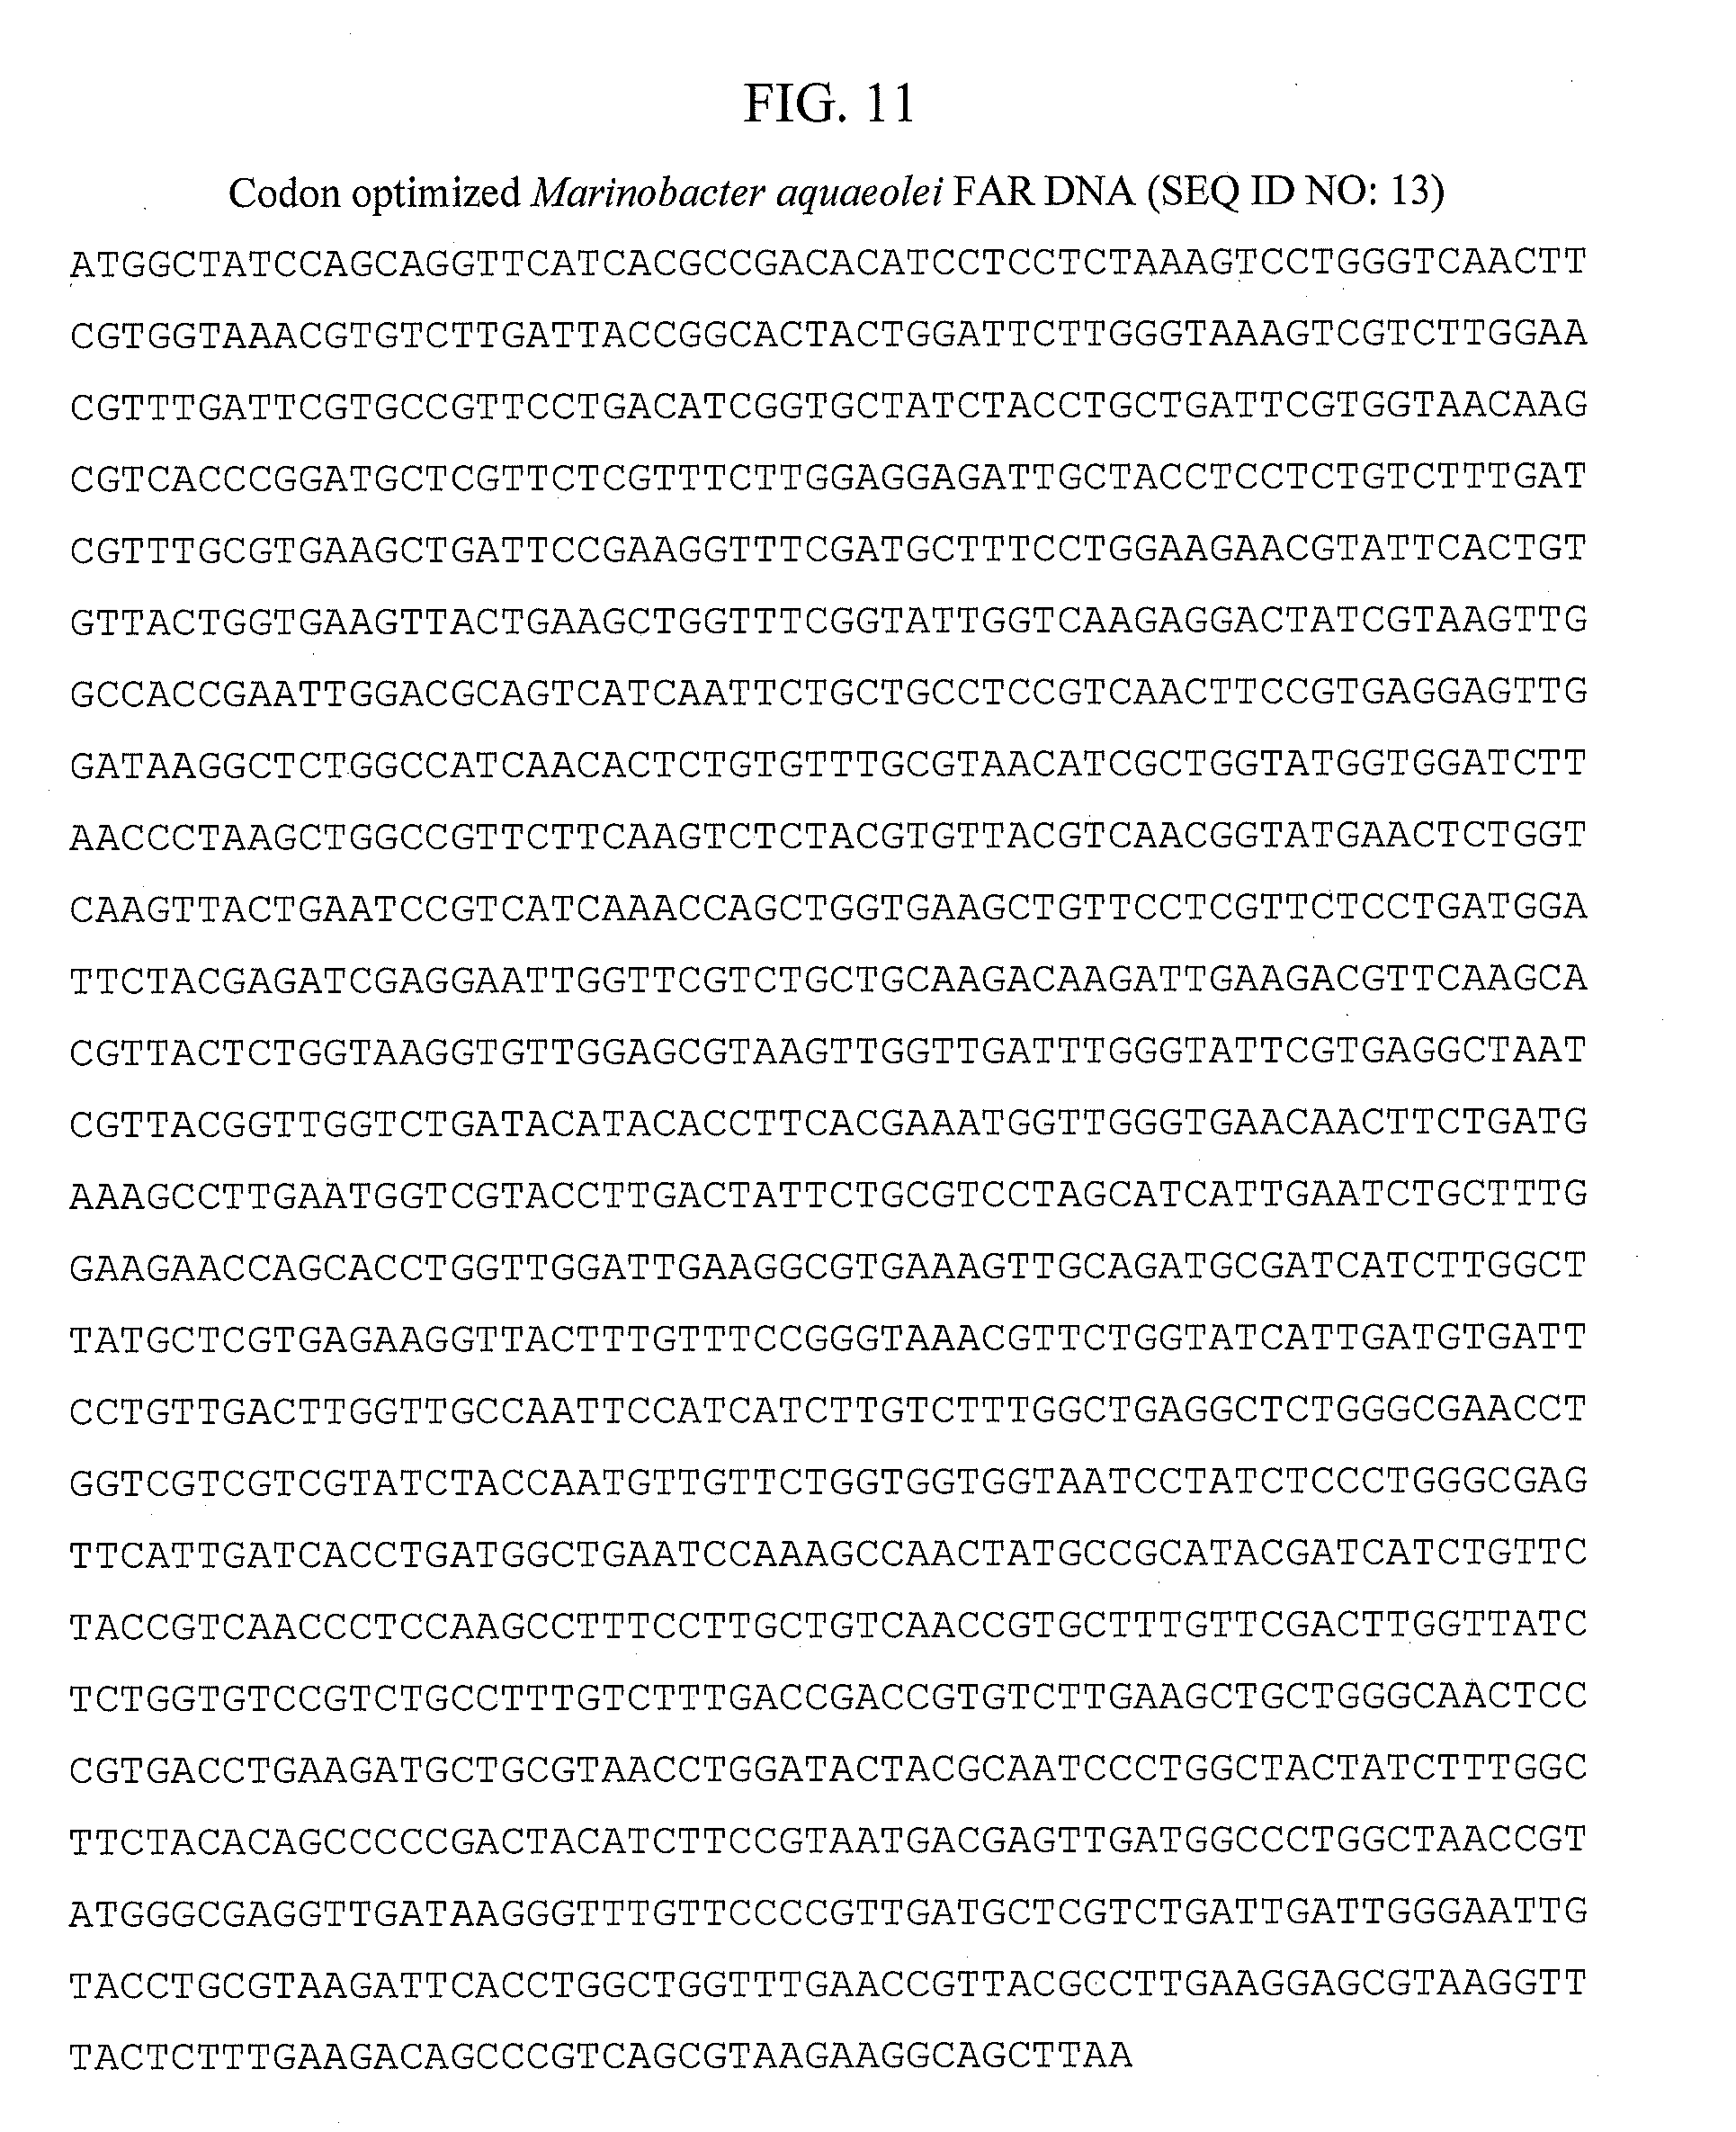 FIG. 11
Codon optimized Marinobacter aquaeolei FAR DNA (SEQ ID NO: 13)
ATGGCTATCCAGCAGGTTCATCACGCCGACACATCCTCCTCTAAAGTCCTGGGTCAACTT
CGTGGTAAACGTGTCTTGATTACCGGCACTACTGGATTCTTGGGTAAAGTCGTCTTGGAA
CGTTTGATTCGTGCCGTTCCTGACATCGGTGCTATCTACCTGCTGATTCGTGGTAACAAG
CGTCACCCGGATGCTCGTTCTCGTTTCTTGGAGGAGATTGCTACCTCCTCTGTCTTTGAT
CGTTTGCGTGAAGCTGATTCCGAAGGTTTCGATGCTTTCCTGGAAGAACGTATTCACTGT
GTTACTGGTGAAGTTACTGAAGCTGGTTTCGGTATTGGTCAAGAGGACTATCGTAAGTTG
GCCACCGAATTGGACGCAGTCATCAATTCTGCTGCCTCCGTCAACTTCCGTGAGGAGTTG
GATAAGGCTCTGGCCATCAACACTCTGTGTTTGCGTAACATCGCTGGTATGGTGGATCTT
AACCCTAAGCTGGCCGTTCTTCAAGTCTCTACGTGTTACGTCAACGGTATGAACTCTGGT
CAAGTTACTGAATCCGTCATCAAACCAGCTGGTGAAGCTGTTCCTCGTTCTCCTGATGGA
TTCTACGAGATCGAGGAATTGGTTCGTCTGCTGCAAGACAAGATTGAAGACGTTCAAGCA
CGTTACTCTGGTAAGGTGTTGGAGCGTAAGTTGGTTGATTTGGGTATTCGTGAGGCTAAT
CGTTACGGTTGGTCTGATACATACACCTTCACGAAATGGTTGGGTGAACAACTTCTGATG
AAAGCCTTGAATGGTCGTACCTTGACTATTCTGCGTCCTAGCATCATTGAATCTGCTTTG
GAAGAACCAGCACCTGGTTGGATTGAAGGCGTGAAAGTTGCAGATGCGATCATCTTGGCT
TATGCTCGTGAGAAGGTTACTTTGTTTCCGGGTAAACGTTCTGGTATCATTGATGTGATT
CCTGTTGACTTGGTTGCCAATTCCATCATCTTGTCTTTGGCTGAGGCTCTGGGCGAACCT
GGTCGTCGTCGTATCTACCAATGTTGTTCTGGTGGTGGTAATCCTATCTCCCTGGGCGAG
TTCATTGATCACCTGATGGCTGAATCCAAAGCCAACTATGCCGCATACGATCATCTGTTC
TACCGTCAACCCTCCAAGCCTTTCCTTGCTGTCAACCGTGCTTTGTTCGACTTGGTTATC
TCTGGTGTCCGTCTGCCTTTGTCTTTGACCGACCGTGTCTTGAAGCTGCTGGGCAACTCC
CGTGACCTGAAGATGCTGCGTAACCTGGATACTACGCAATCCCTGGCTACTATCTTTGGC
TTCTACACAGCCCCCGACTACATCTTCCGTAATGACGAGTTGATGGCCCTGGCTAACCGT
ATGGGCGAGGTTGATAAGGGTTTGTTCCCCGTTGATGCTCGTCTGATTGATTGGGAATTG
TACCTGCGTAAGATTCACCTGGCTGGTTTGAACCGTTACGCCTTGAAGGAGCGTAAGGTT
TACTCTTTGAAGACAGCCCGTCAGCGTAAGAAGGCAGCTTAA